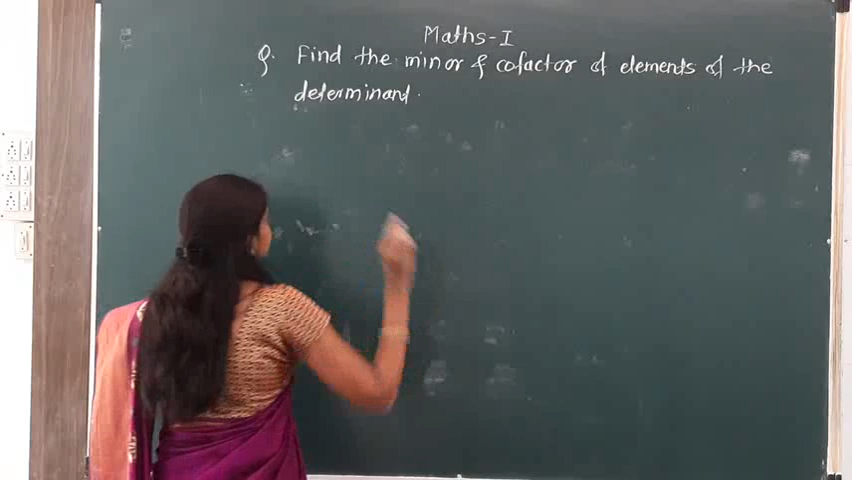 Maths-I
Q. Find the minor & cofactor of elements of the
determinant.